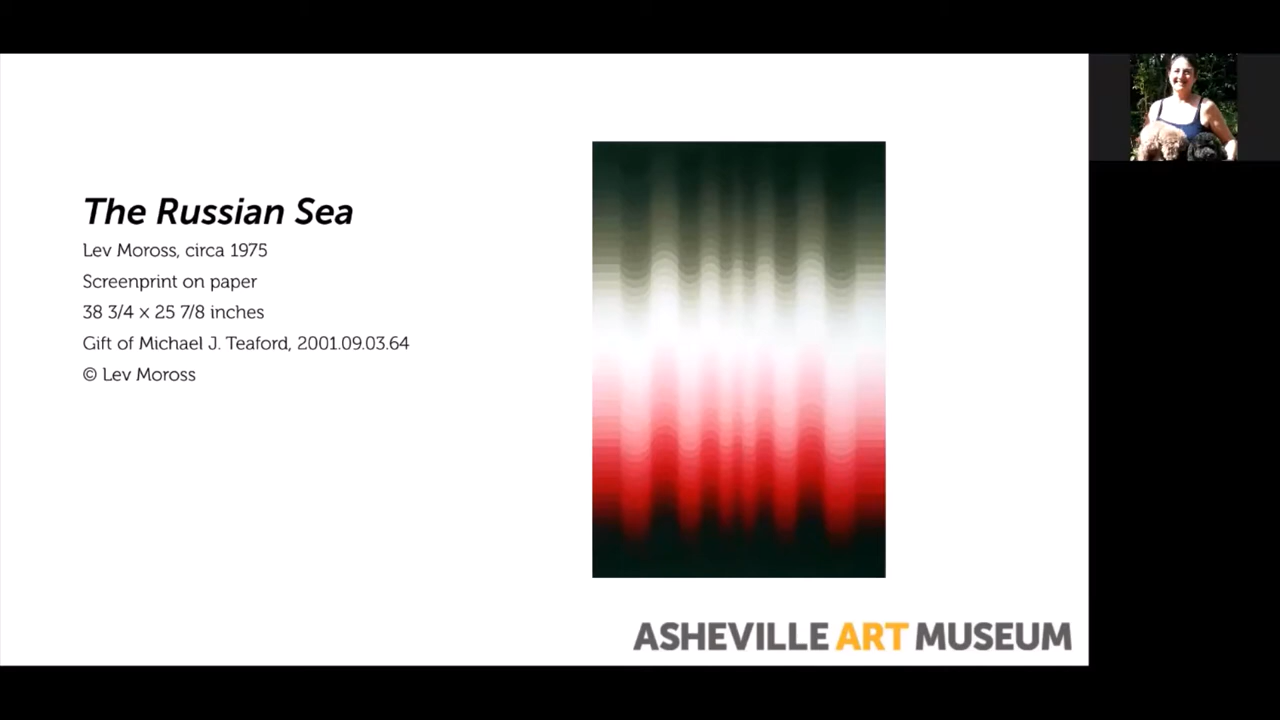 The Russian Sea
Lev Moross, circa 1975
Screenprint on paper
38 3/4 × 25 7/8 inches
Gift of Michael J. Teaford, 2001.09.03.64
© Lev Moross
ASHEVILLE ART MUSEUM